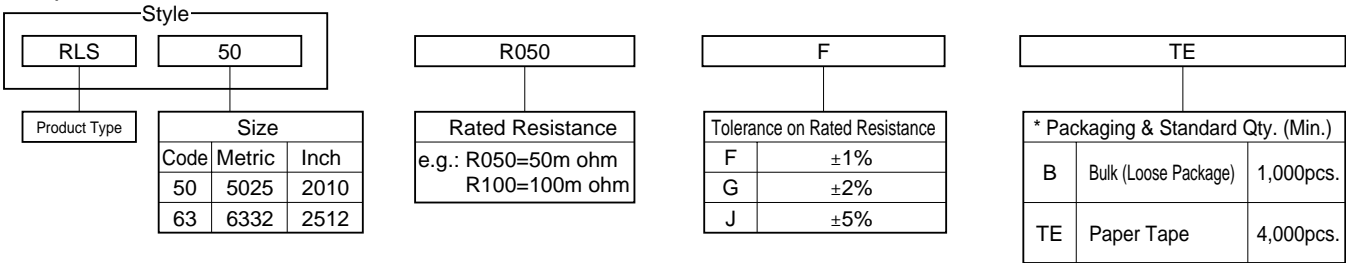 Style
RLS 50 R050 F TE
Product Type
Size
Code Metric Inch
50 5025 2010
63 6332 2512
Rated Resistance
e.g.: R050=50m ohm
R100=100m ohm
Tolerance on Rated Resistance
F ±1%
G ±2%
J ±5%
* Packaging & Standard Qty. (Min.)
B Bulk (Loose Package) 1,000pcs.
TE Paper Tape 4,000pcs.